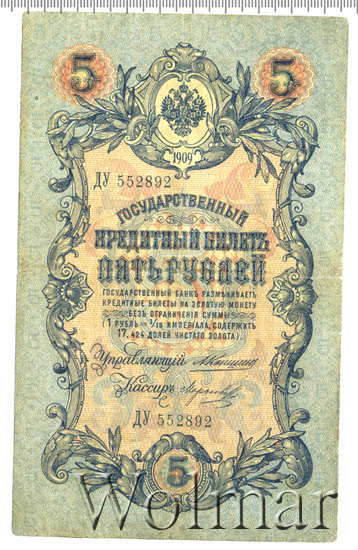 5 5
1909
ДУ 552892
ГОСУДАРСТВЕННЫЙ
КРЕДИТНЫЙ БИЛЕТЪ
ПЯТЬ РУБЛЕЙ
ГОСУДАРСТВЕННЫЙ БАНКЪ РАЗМѢНИВАЕТЪ
КРЕДИТНЫЕ БИЛЕТЫ НА ЗОЛОТУЮ МОНЕТУ
БЕЗЪ ОГРАНИЧЕНІЯ СУММЫ
(1 РУБЛЬ = 1/15 ИМПЕРІАЛА, СОДЕРЖИТЪ
17,424 ДОЛЕЙ ЧИСТАГО ЗОЛОТА)
Управляющій
Кассиръ
ДУ 552892
5
Wolmar